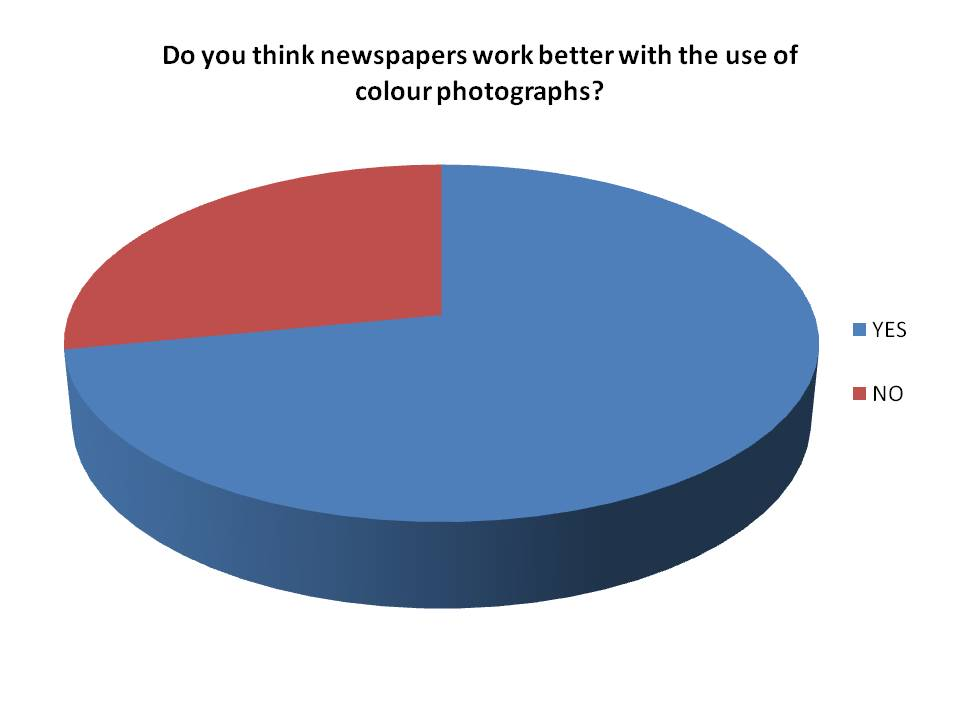 Do you think newspapers work better with the use of
colour photographs?
YES
NO